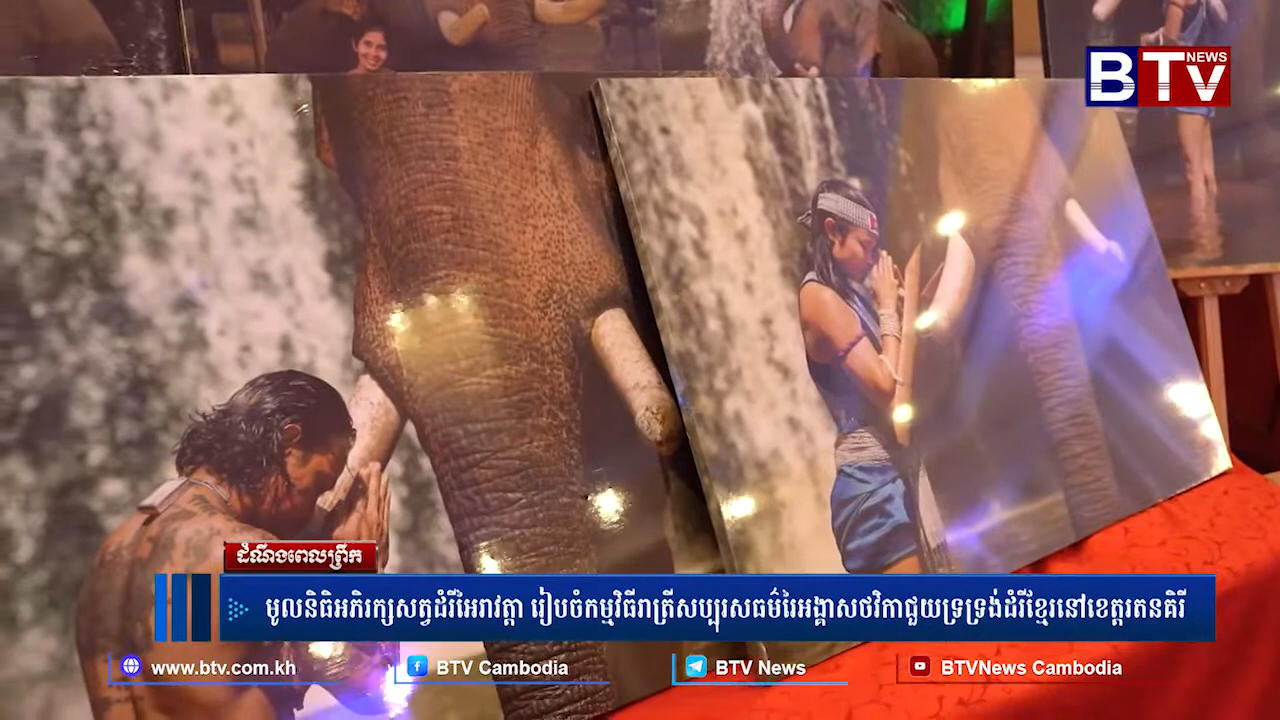 BTV NEWS
ដំណឹងពេលព្រឹក
មូលនិធិអភិរក្សសត្វដំរីអៃរាវត្តា រៀបចំកម្មវិធីរាត្រីសប្បុរសធម៌រៃអង្គាសថវិកាជួយទ្រទ្រង់ដំរីខ្មែរនៅខេត្តរតនគិរី
www.btv.com.kh BTV Cambodia BTV News BTVNews Cambodia